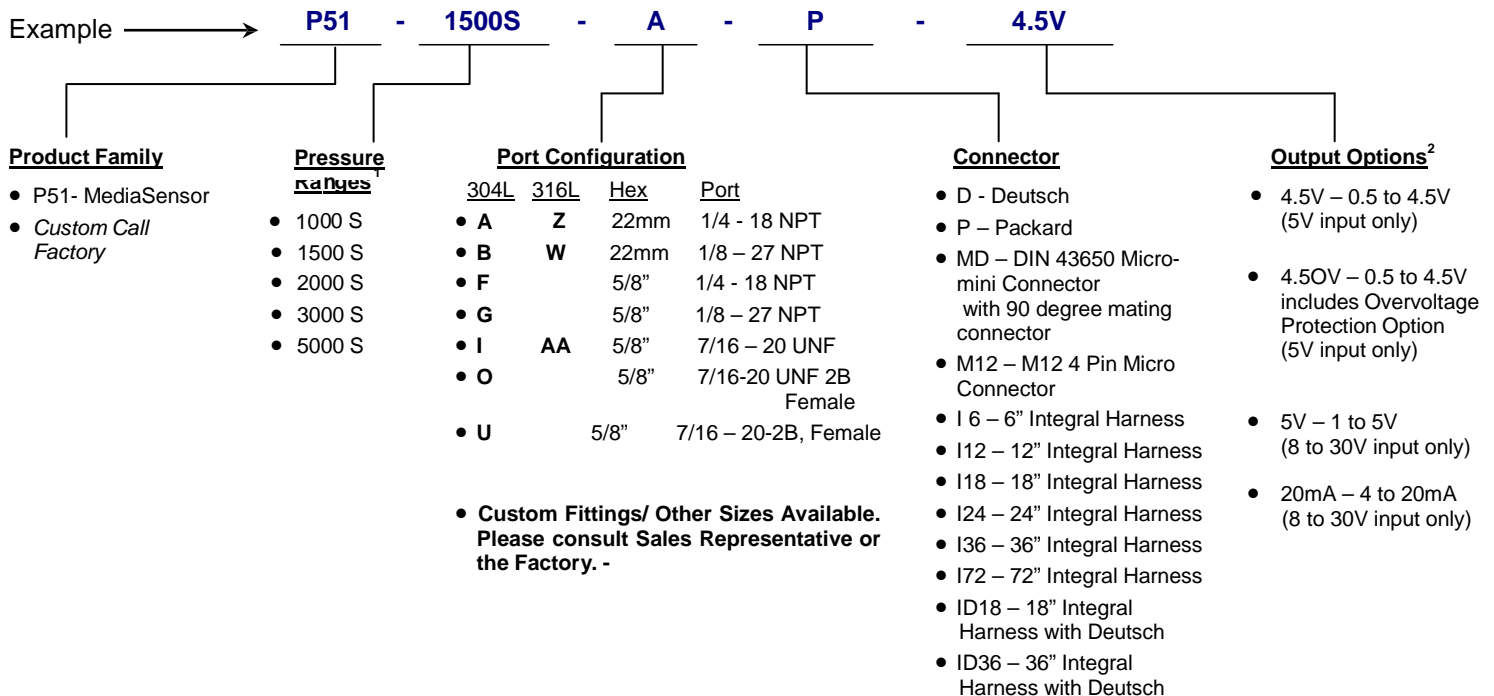 Example P51 - 1500S - A - P - 4.5V
Product Family
• P51- MediaSensor
• Custom Call
Factory
Pressure
Ranges1
• 1000 S
• 1500 S
• 2000 S
• 3000 S
• 5000 S
Port Configuration
304L 316L Hex Port
• A Z 22mm 1/4 - 18 NPT
• B W 22mm 1/8 – 27 NPT
• F 5/8” 1/4 - 18 NPT
• G 5/8” 1/8 – 27 NPT
• I AA 5/8” 7/16 – 20 UNF
• O 5/8” 7/16-20 UNF 2B
Female
• U 5/8” 7/16 – 20-2B, Female
• Custom Fittings/ Other Sizes Available.
Please consult Sales Representative or
the Factory. -
Connector
• D - Deutsch
• P – Packard
• MD – DIN 43650 Micro-
mini Connector
with 90 degree mating
connector
• M12 – M12 4 Pin Micro
Connector
• I 6 – 6” Integral Harness
• I12 – 12” Integral Harness
• I18 – 18” Integral Harness
• I24 – 24” Integral Harness
• I36 – 36” Integral Harness
• I72 – 72” Integral Harness
• ID18 – 18” Integral
Harness with Deutsch
• ID36 – 36” Integral
Harness with Deutsch
Output Options2
• 4.5V – 0.5 to 4.5V
(5V input only)
• 4.5OV – 0.5 to 4.5V
includes Overvoltage
Protection Option
(5V input only)
• 5V – 1 to 5V
(8 to 30V input only)
• 20mA – 4 to 20mA
(8 to 30V input only)